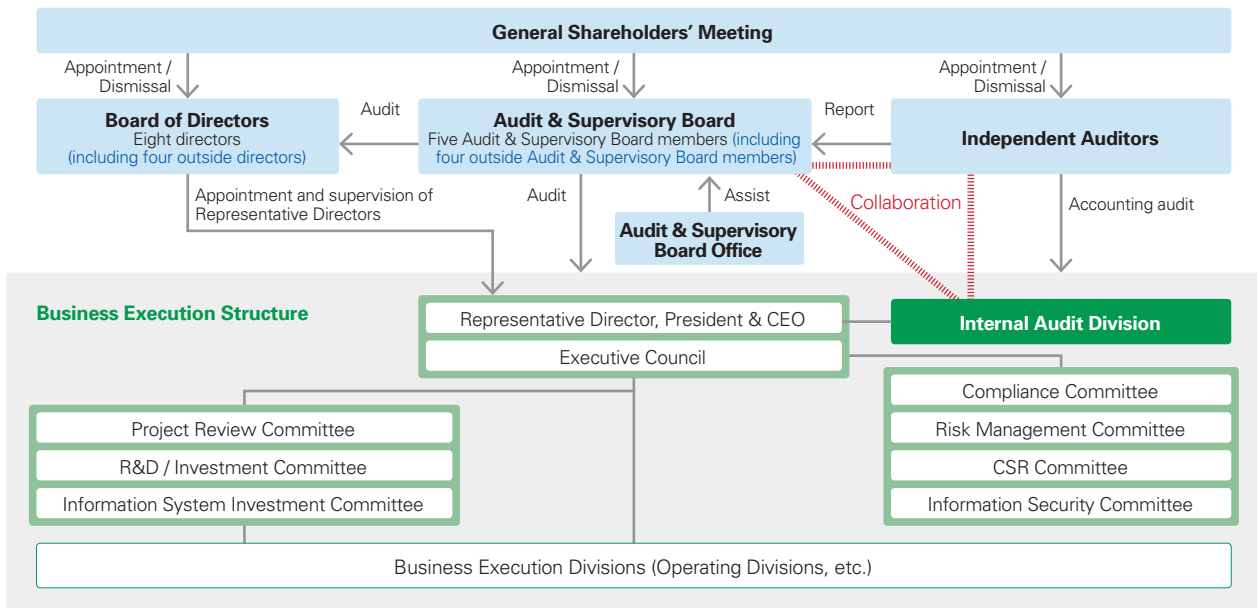 General Shareholders’ Meeting
Appointment /
Dismissal
Appointment /
Dismissal
Appointment /
Dismissal
Board of Directors
Eight directors
(including four outside directors)
Audit
Audit & Supervisory Board
Five Audit & Supervisory Board members (including
four outside Audit & Supervisory Board members)
Report
Independent Auditors
Appointment and supervision of
Representative Directors
Audit
Assist
Collaboration
Accounting audit
Audit & Supervisory
Board Office
Business Execution Structure
Representative Director, President & CEO
Executive Council
Internal Audit Division
Project Review Committee
R&D / Investment Committee
Information System Investment Committee
Compliance Committee
Risk Management Committee
CSR Committee
Information Security Committee
Business Execution Divisions (Operating Divisions, etc.)